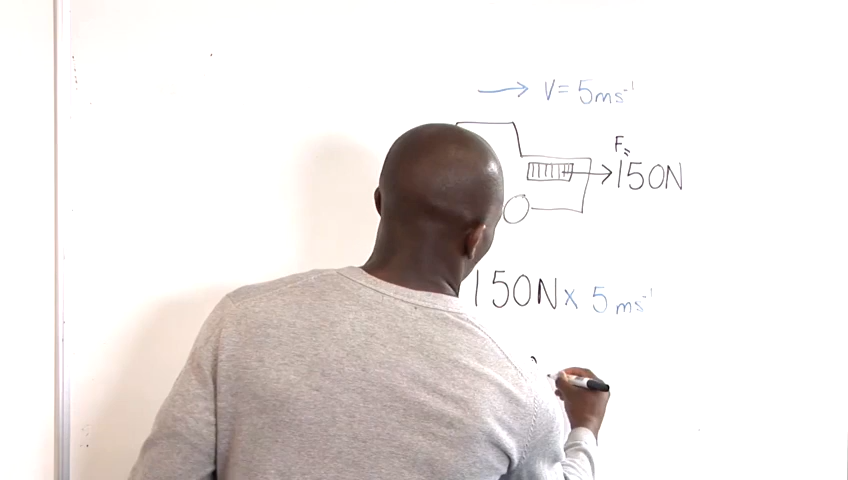 V = 5ms⁻¹
F =
150N
150N x 5ms⁻¹